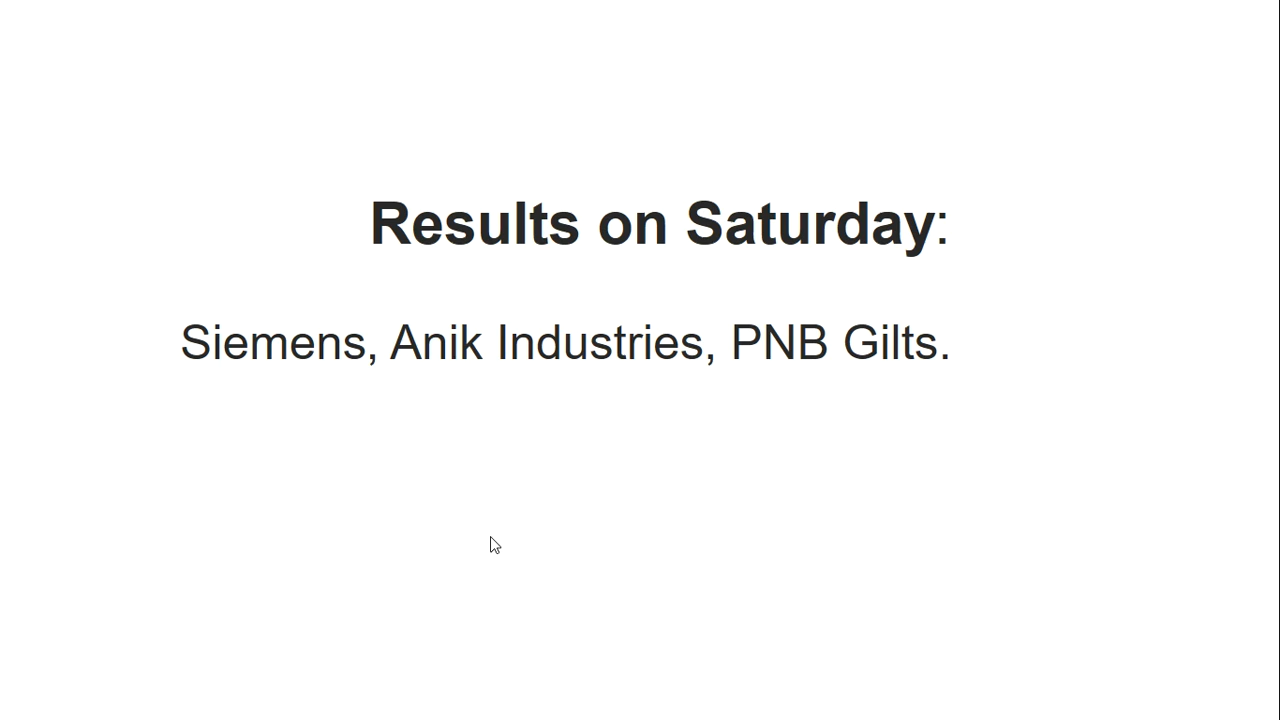 Results on Saturday:
Siemens, Anik Industries, PNB Gilts.